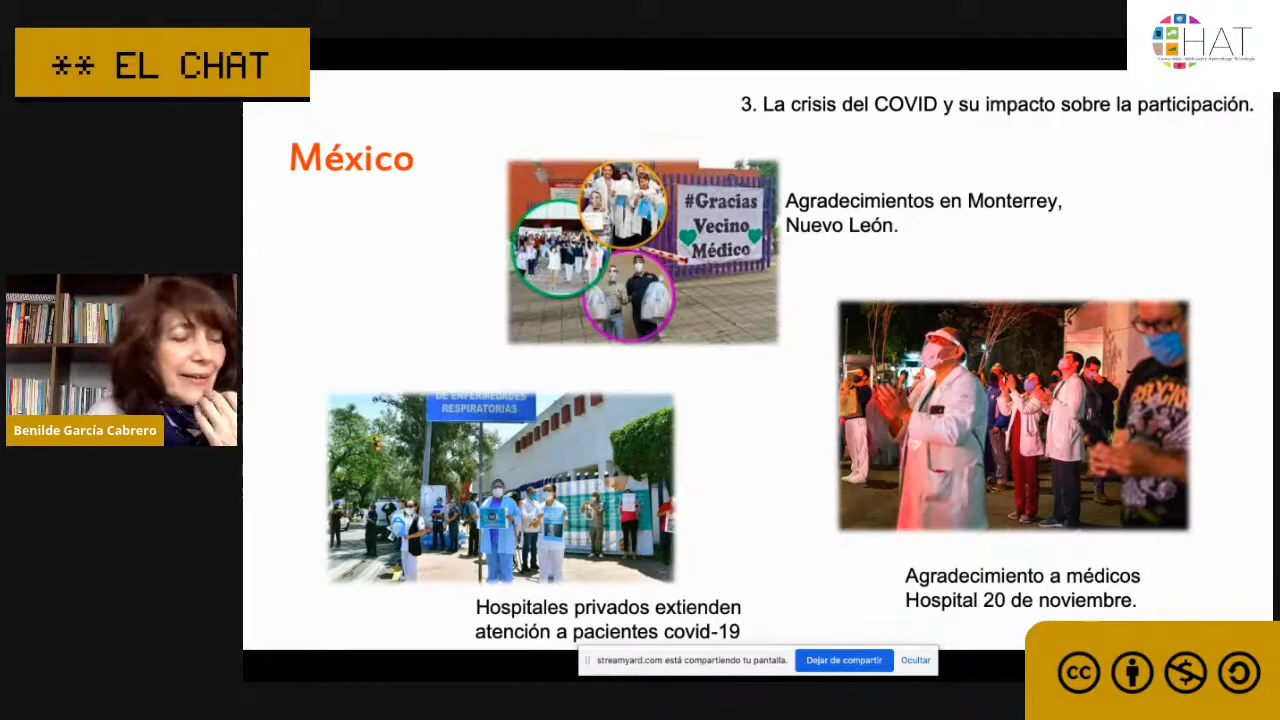 ** EL CHAT
HAT
3. La crisis del COVID y su impacto sobre la participación.
México
#Gracias
Vecino
Médico
Agradecimientos en Monterrey,
Nuevo León.
Benilde García Cabrero
DE ENFERMEDADES
RESPIRATORIAS
Hospitales privados extienden
atención a pacientes covid-19
Agradecimiento a médicos
Hospital 20 de noviembre.
streamyard.com está compartiendo tu pantalla.
Dejar de compartir
Ocultar
cc